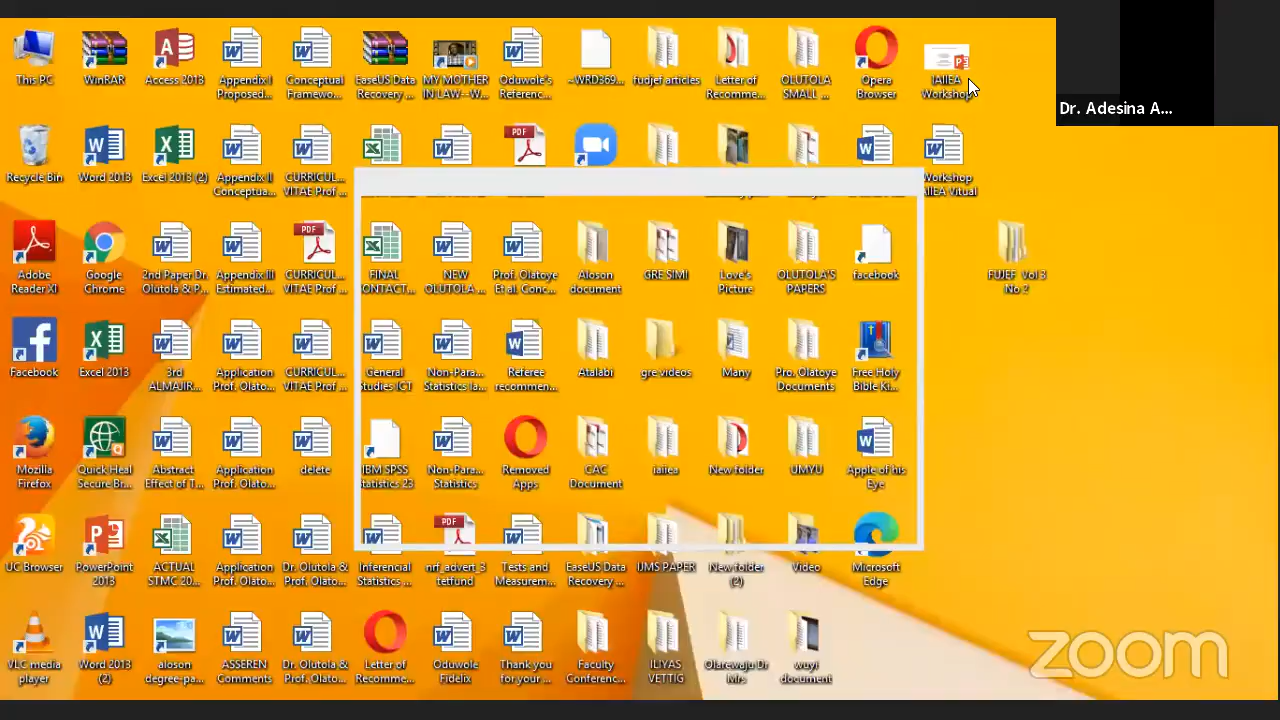 Dr. Adesina A...
This PC
WinRAR
Access 2013
Appendix I
Proposed...
Conceptual
Framewo...
EaseUS Data
Recovery ...
MY MOTHER
IN LAW--W...
Oduwole's
Referenc...
~WRD369...
fugjef articles
Letter of
Recomme...
OLUTOLA
SMALL ...
Opera
Browser
IAIIEA
Workshop
Recycle Bin
Word 2013
Excel 2013 (2)
Appendix II
Conceptua...
CURRICUL...
VITAE Prof ...
PDF
Workshop
Adobe
Reader XI
Google
Chrome
2nd Paper Dr.
Olutola & P...
Appendix III
Estimated...
PDF
CURRICUL...
VITAE Prof ...
FINAL
CONTACT...
NEW
OLUTOLA ...
Prof. Olatoye
Et al. Conc...
Aloson
document
GRE SIMI
Love's
Picture
OLUTOLA'S
PAPERS
facebook
FUJEF Vol 3
No 2
Facebook
Excel 2013
3rd
ALMAJIR...
Application
Prof. Olato...
CURRICUL...
VITAE Prof ...
General
Studies ICT
Non-Para...
Statistics la...
Referee
recommen...
Atalabi
gre videos
Many
Pro. Olatoye
Documents
Free Holy
Bible Ki...
Mozilla
Firefox
Quick Heal
Secure Br...
Abstract
Effect of T...
Application
Prof. Olato...
delete
IBM SPSS
Statistics 23
Non-Para...
Statistics
Removed
Apps
CAC
Document
iaiiea
New folder
UMYU
Apple of his
Eye
UC Browser
PowerPoint
2013
ACTUAL
STMC 20...
Application
Prof. Olato...
Dr. Olutola &
Prof. Olato...
Inferencial
Statistics ...
PDF
nrf_advert_3
tetfund
Tests and
Measurem...
EaseUS Data
Recovery ...
IJMS PAPER
New folder
(2)
Video
Microsoft
Edge
VLC media
player
Word 2013
(2)
aloson
degree-pa...
ASSEREN
Comments
Dr. Olutola &
Prof. Olato...
Letter of
Recomme...
Oduwole
Fidelix
Thank you
for your ...
Faculty
Conferenc...
ILIYAS
VETTIG
Olarewaju Dr
Mrs
wuyi
document
zoom